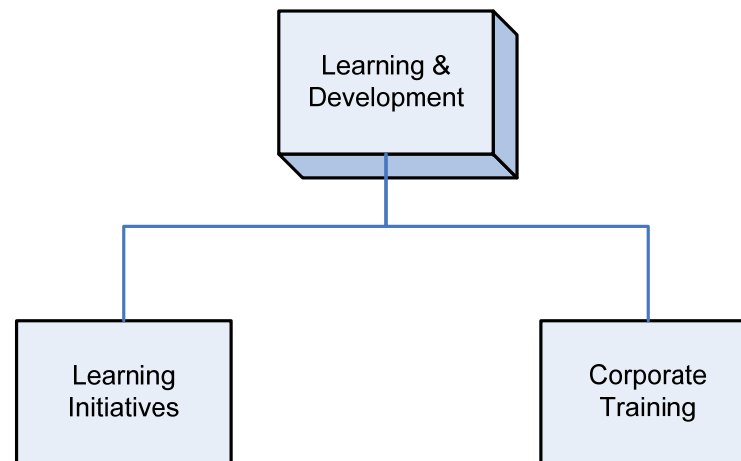 Learning &
Development
Learning
Initiatives
Corporate
Training